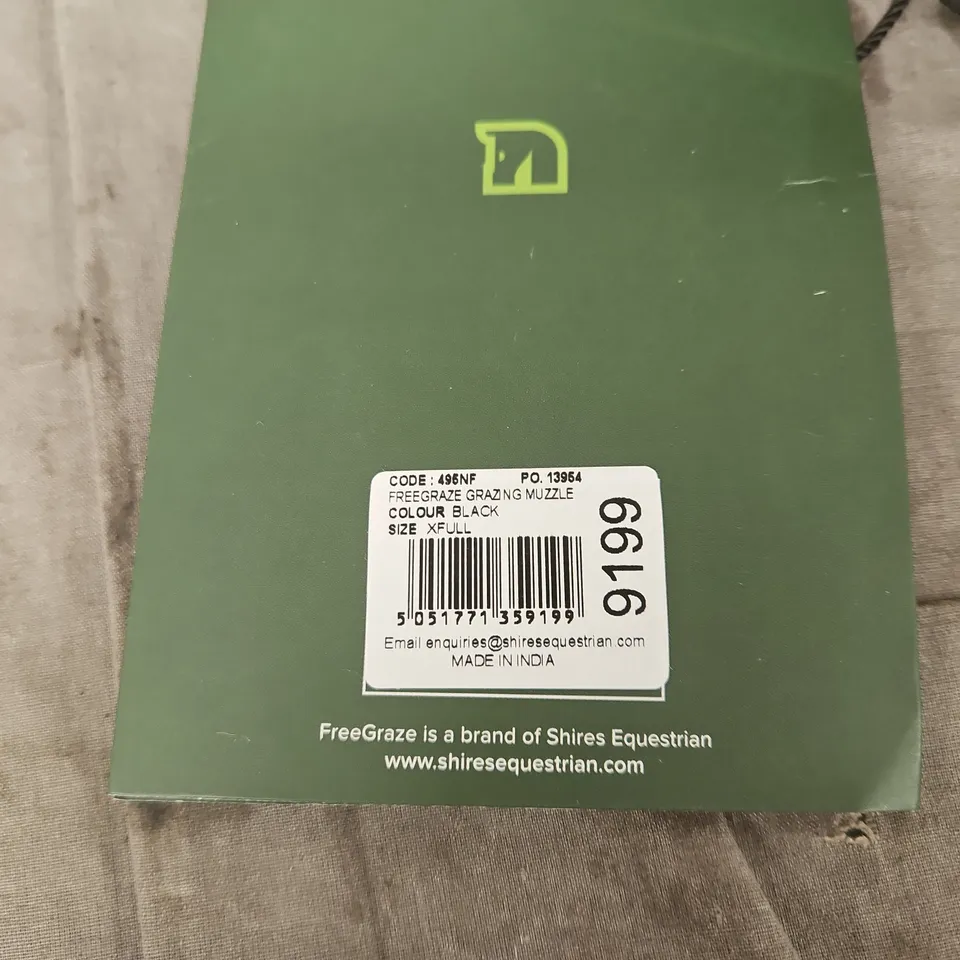 CODE : 495NF PO. 13954
FREEGRAZE GRAZING MUZZLE
COLOUR BLACK
SIZE XFULL
9199
5 051771 359199
Email enquiries@shiresequestrian.com
MADE IN INDIA
FreeGraze is a brand of Shires Equestrian
www.shiresequestrian.com